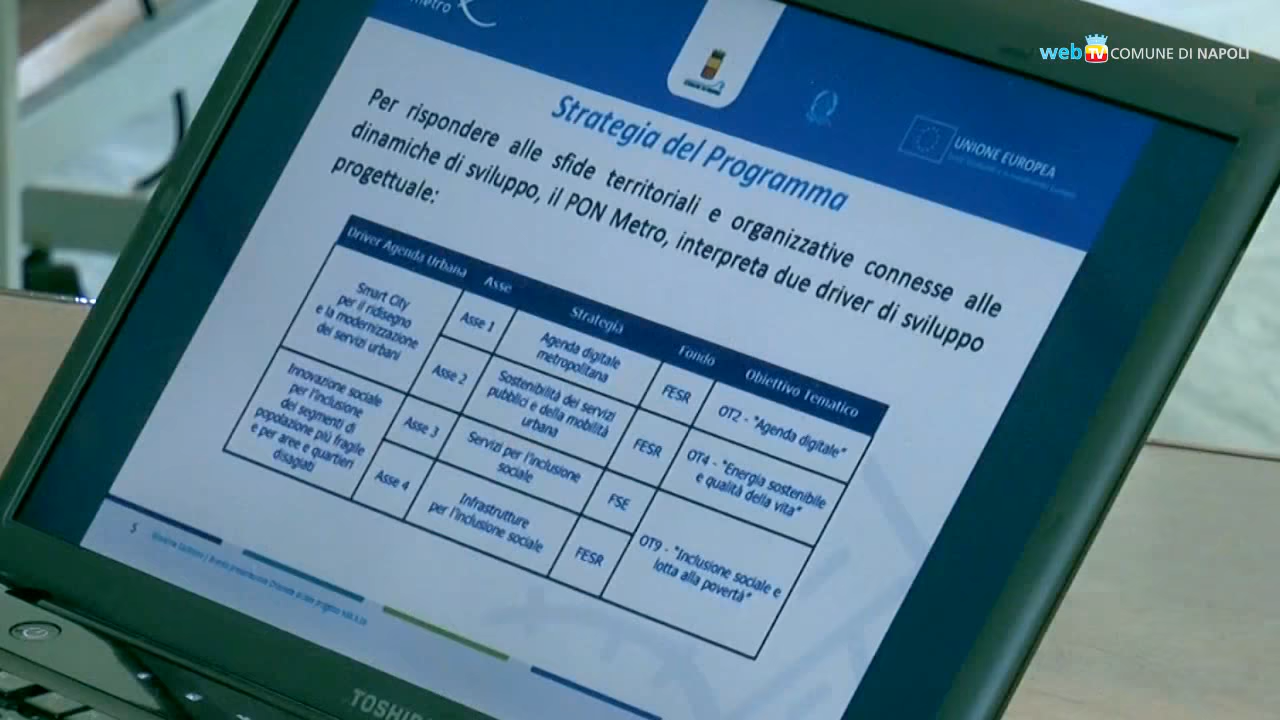 metro
web TV COMUNE DI NAPOLI
UNIONE EUROPEA
Strategia del Programma
Per rispondere alle sfide territoriali e organizzative connesse alle
dinamiche di sviluppo, il PON Metro, interpreta due driver di sviluppo
progettuale:
Driver Agenda Urbana Asse Strategia Fondo Obiettivo Tematico
Smart City
per il ridisegno
e la modernizzazione
dei servizi urbani
Asse 1
Agenda digitale
metropolitana
FESR
OT2 - "Agenda digitale"
Asse 2
Sostenibilità dei servizi
pubblici e della mobilità
urbana
FESR
OT4 - "Energia sostenibile
e qualità della vita"
Innovazione sociale
per l'inclusione
dei segmenti di
popolazione più fragile
e per aree e quartieri
disagiati
Asse 3
Servizi per l'inclusione
sociale
FSE
OT9 - "Inclusione sociale e
lotta alla povertà"
Asse 4
Infrastrutture
per l'inclusione sociale
FESR
5
TOSHIBA